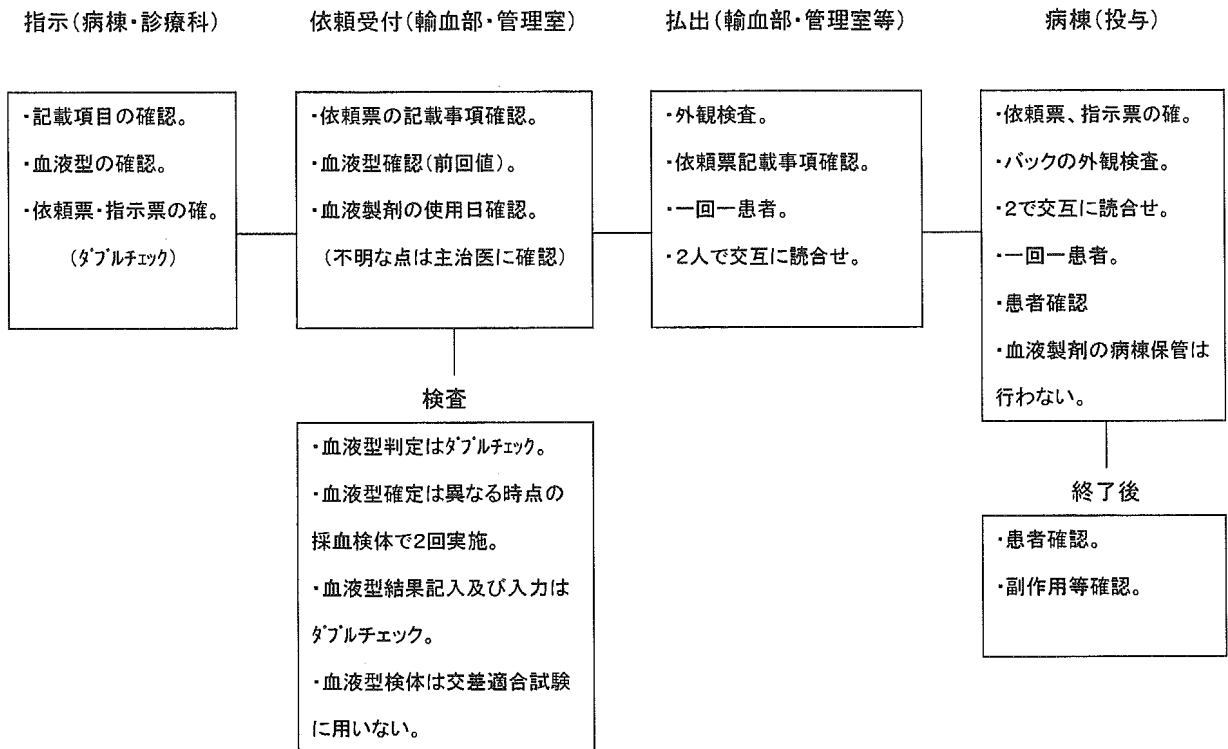 指示(病棟・診療科)
・記載項目の確認。
・血液型の確認。
・依頼票・指示票の確。
(ダブルチェック)
依頼受付(輸血部・管理室)
・依頼票の記載事項確認。
・血液型確認(前回値)。
・血液製剤の使用日確認。
(不明な点は主治医に確認)
検査
・血液型判定はダブルチェック。
・血液型確定は異なる時点の
採血検体で2回実施。
・血液型結果記入及び入力は
ダブルチェック。
・血液型検体は交差適合試験
に用いない。
払出(輸血部・管理室等)
・外観検査。
・依頼票記載事項確認。
・一回一患者。
・2人で交互に読合せ。
病棟(投与)
・依頼票、指示票の確。
・バックの外観検査。
・2で交互に読合せ。
・一回一患者。
・患者確認
・血液製剤の病棟保管は
行わない。
終了後
・患者確認。
・副作用等確認。